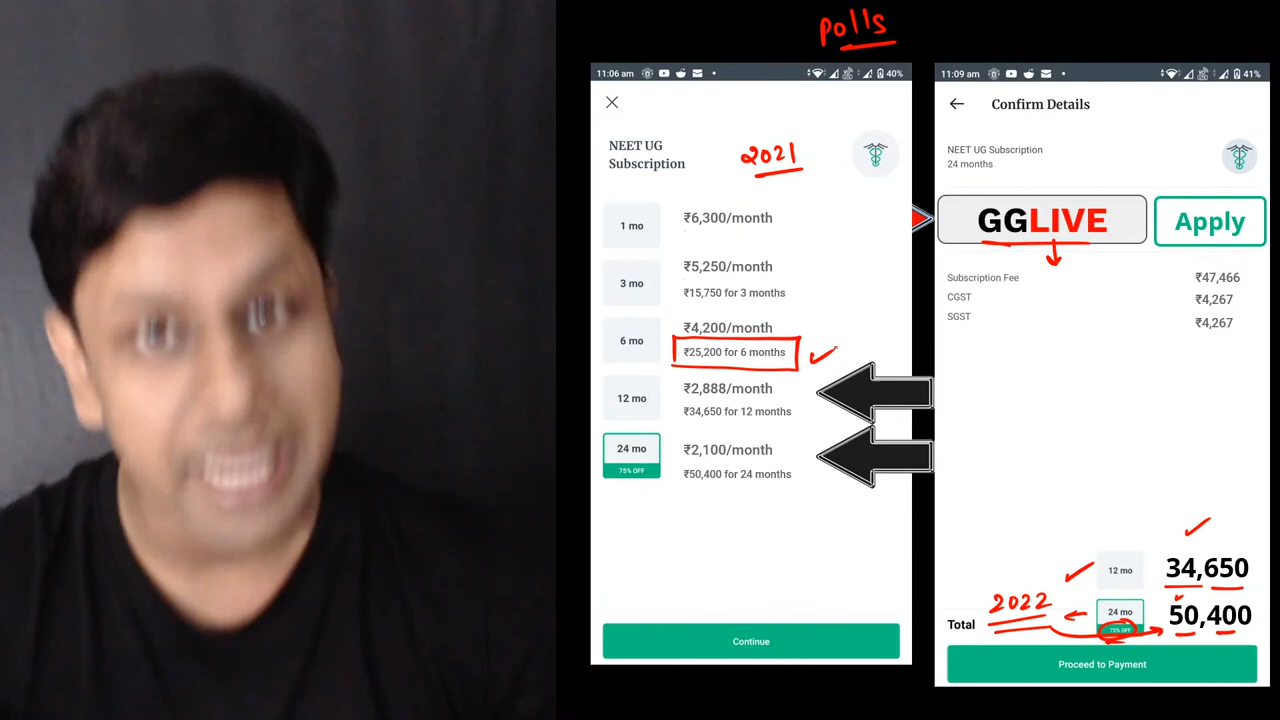 polls
11:06 am
40%
NEET UG
Subscription
2021
1 mo
₹6,300/month
3 mo
₹5,250/month
₹15,750 for 3 months
6 mo
₹4,200/month
₹25,200 for 6 months
12 mo
₹2,888/month
₹34,650 for 12 months
24 mo
75% OFF
₹2,100/month
₹50,400 for 24 months
Continue
11:09 am
41%
Confirm Details
NEET UG Subscription
24 months
GGLIVE
Apply
Subscription Fee ₹47,466
CGST ₹4,267
SGST ₹4,267
12 mo 34,650
2022
24 mo 50,400
75% OFF
Total
Proceed to Payment